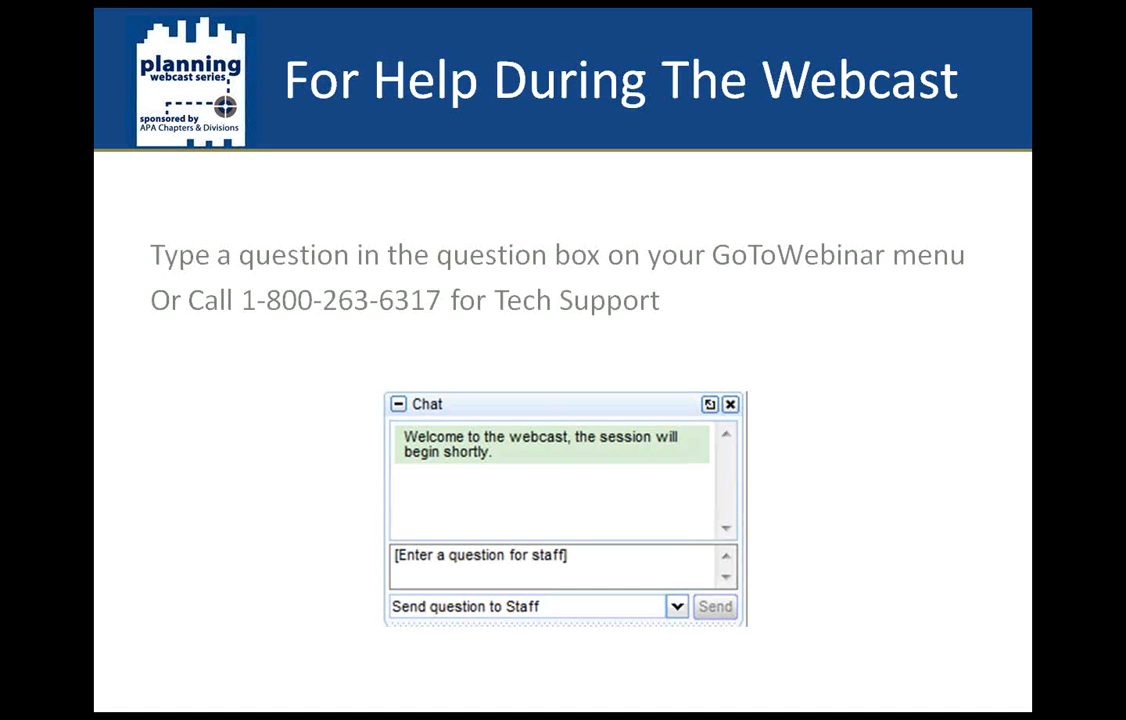 planning
webcast series
sponsored by
APA Chapters & Divisions
For Help During The Webcast
Type a question in the question box on your GoToWebinar menu
Or Call 1-800-263-6317 for Tech Support
Chat
Welcome to the webcast, the session will
begin shortly.
[Enter a question for staff]
Send question to Staff
Send